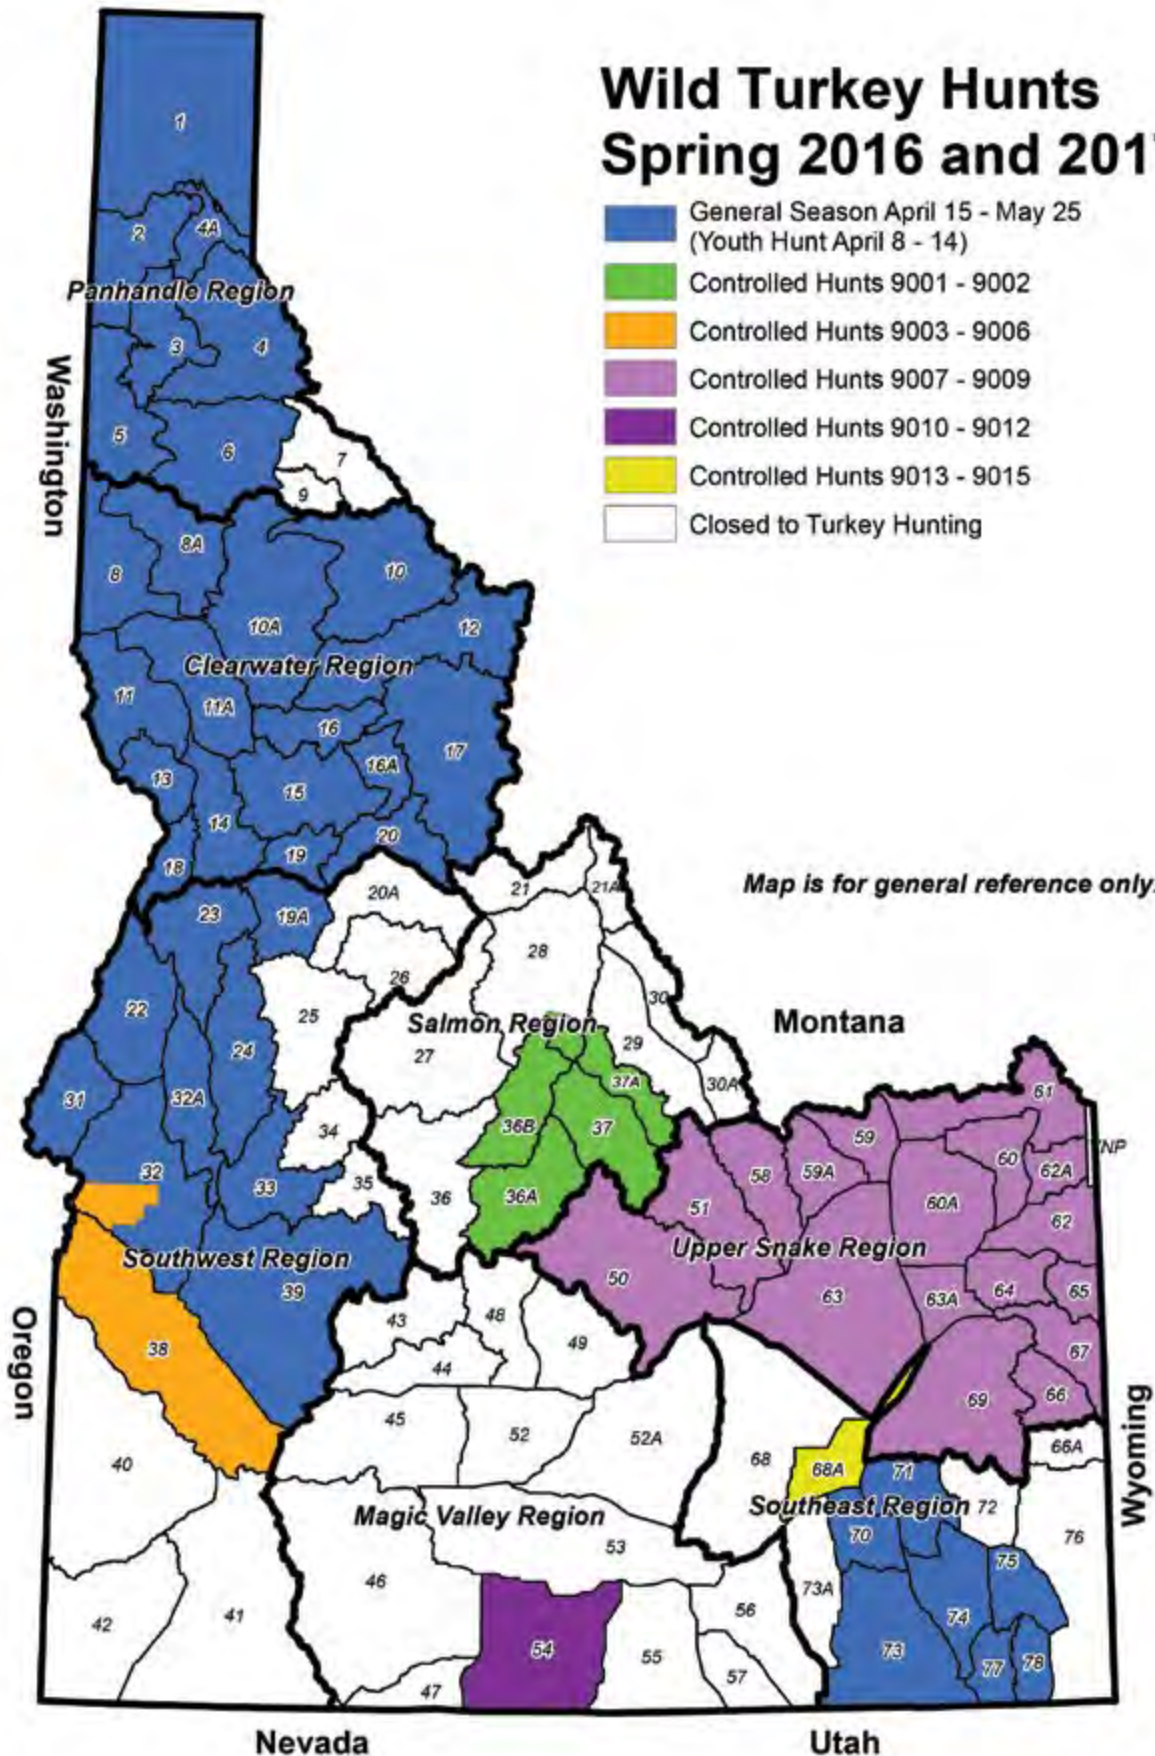 Wild Turkey Hunts
Spring 2016 and 201
General Season April 15 - May 25
(Youth Hunt April 8 - 14)
Controlled Hunts 9001 - 9002
Controlled Hunts 9003 - 9006
Controlled Hunts 9007 - 9009
Controlled Hunts 9010 - 9012
Controlled Hunts 9013 - 9015
Closed to Turkey Hunting
1
2
4A
Panhandle Region
3
4
Washington
5
6
7
9
8A
8
10
10A
12
Clearwater Region
11
11A
16
17
16A
13
15
14
20
19
18
Map is for general reference only.
21
21A
20A
23
19A
28
26
30
22
25
Salmon Region
Montana
24
27
29
37A
30A
31
32A
61
36B
37
34
59
NP
60
32
33
35
36
36A
58
59A
62A
51
60A
62
Southwest Region
Upper Snake Region
39
50
63
63A
64
65
Oregon
43
48
49
38
44
67
66
69
45
52
52A
66A
40
68
68A
71
Wyoming
Magic Valley Region
Southeast Region
72
70
53
76
75
46
73A
42
41
56
74
54
55
73
77
78
57
47
Nevada
Utah